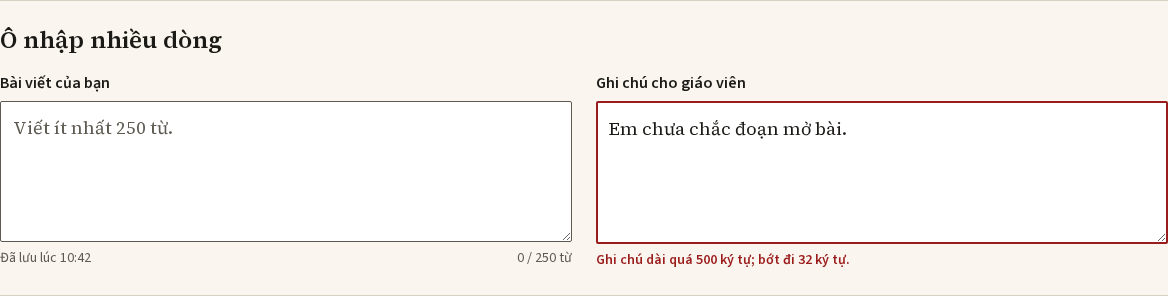 Ô nhập nhiều dòng
Bài viết của bạn
Viết ít nhất 250 từ.
Đã lưu lúc 10:42
0 / 250 từ
Ghi chú cho giáo viên
Em chưa chắc đoạn mở bài.
Ghi chú dài quá 500 ký tự; bớt đi 32 ký tự.